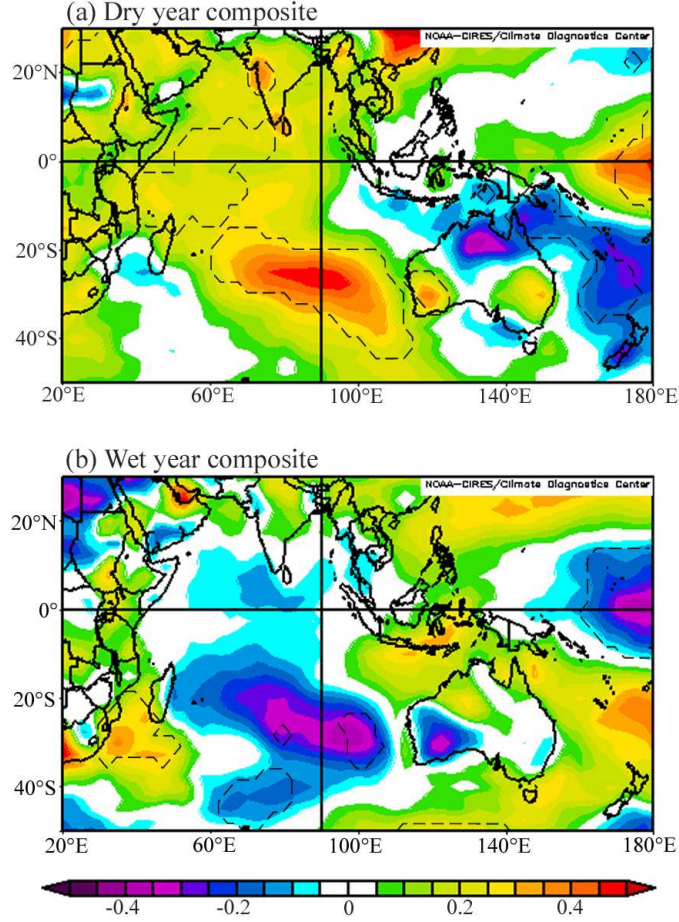 (a) Dry year composite
NOAA-CIRES/Climate Diagnostics Center
20°N
0°
20°S
40°S
20°E 60°E 100°E 140°E 180°E
(b) Wet year composite
NOAA-CIRES/Climate Diagnostics Center
20°N
0°
20°S
40°S
20°E 60°E 100°E 140°E 180°E
-0.4 -0.2 0 0.2 0.4